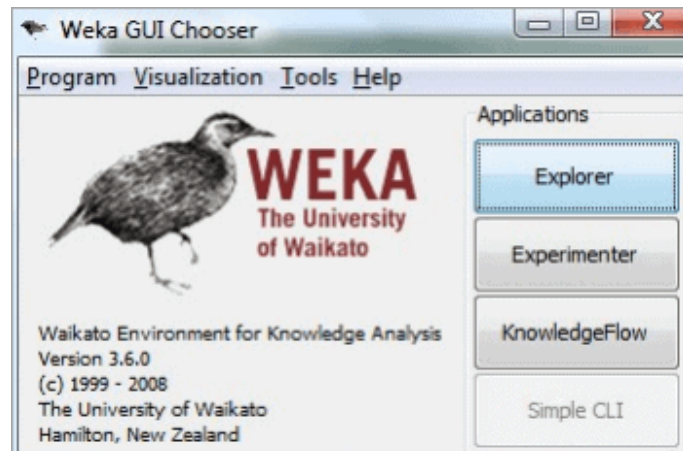 Weka GUI Chooser
Program Visualization Tools Help
WEKA
The University
of Waikato
Waikato Environment for Knowledge Analysis
Version 3.6.0
(c) 1999 - 2008
The University of Waikato
Hamilton, New Zealand
Applications
Explorer
Experimenter
KnowledgeFlow
Simple CLI